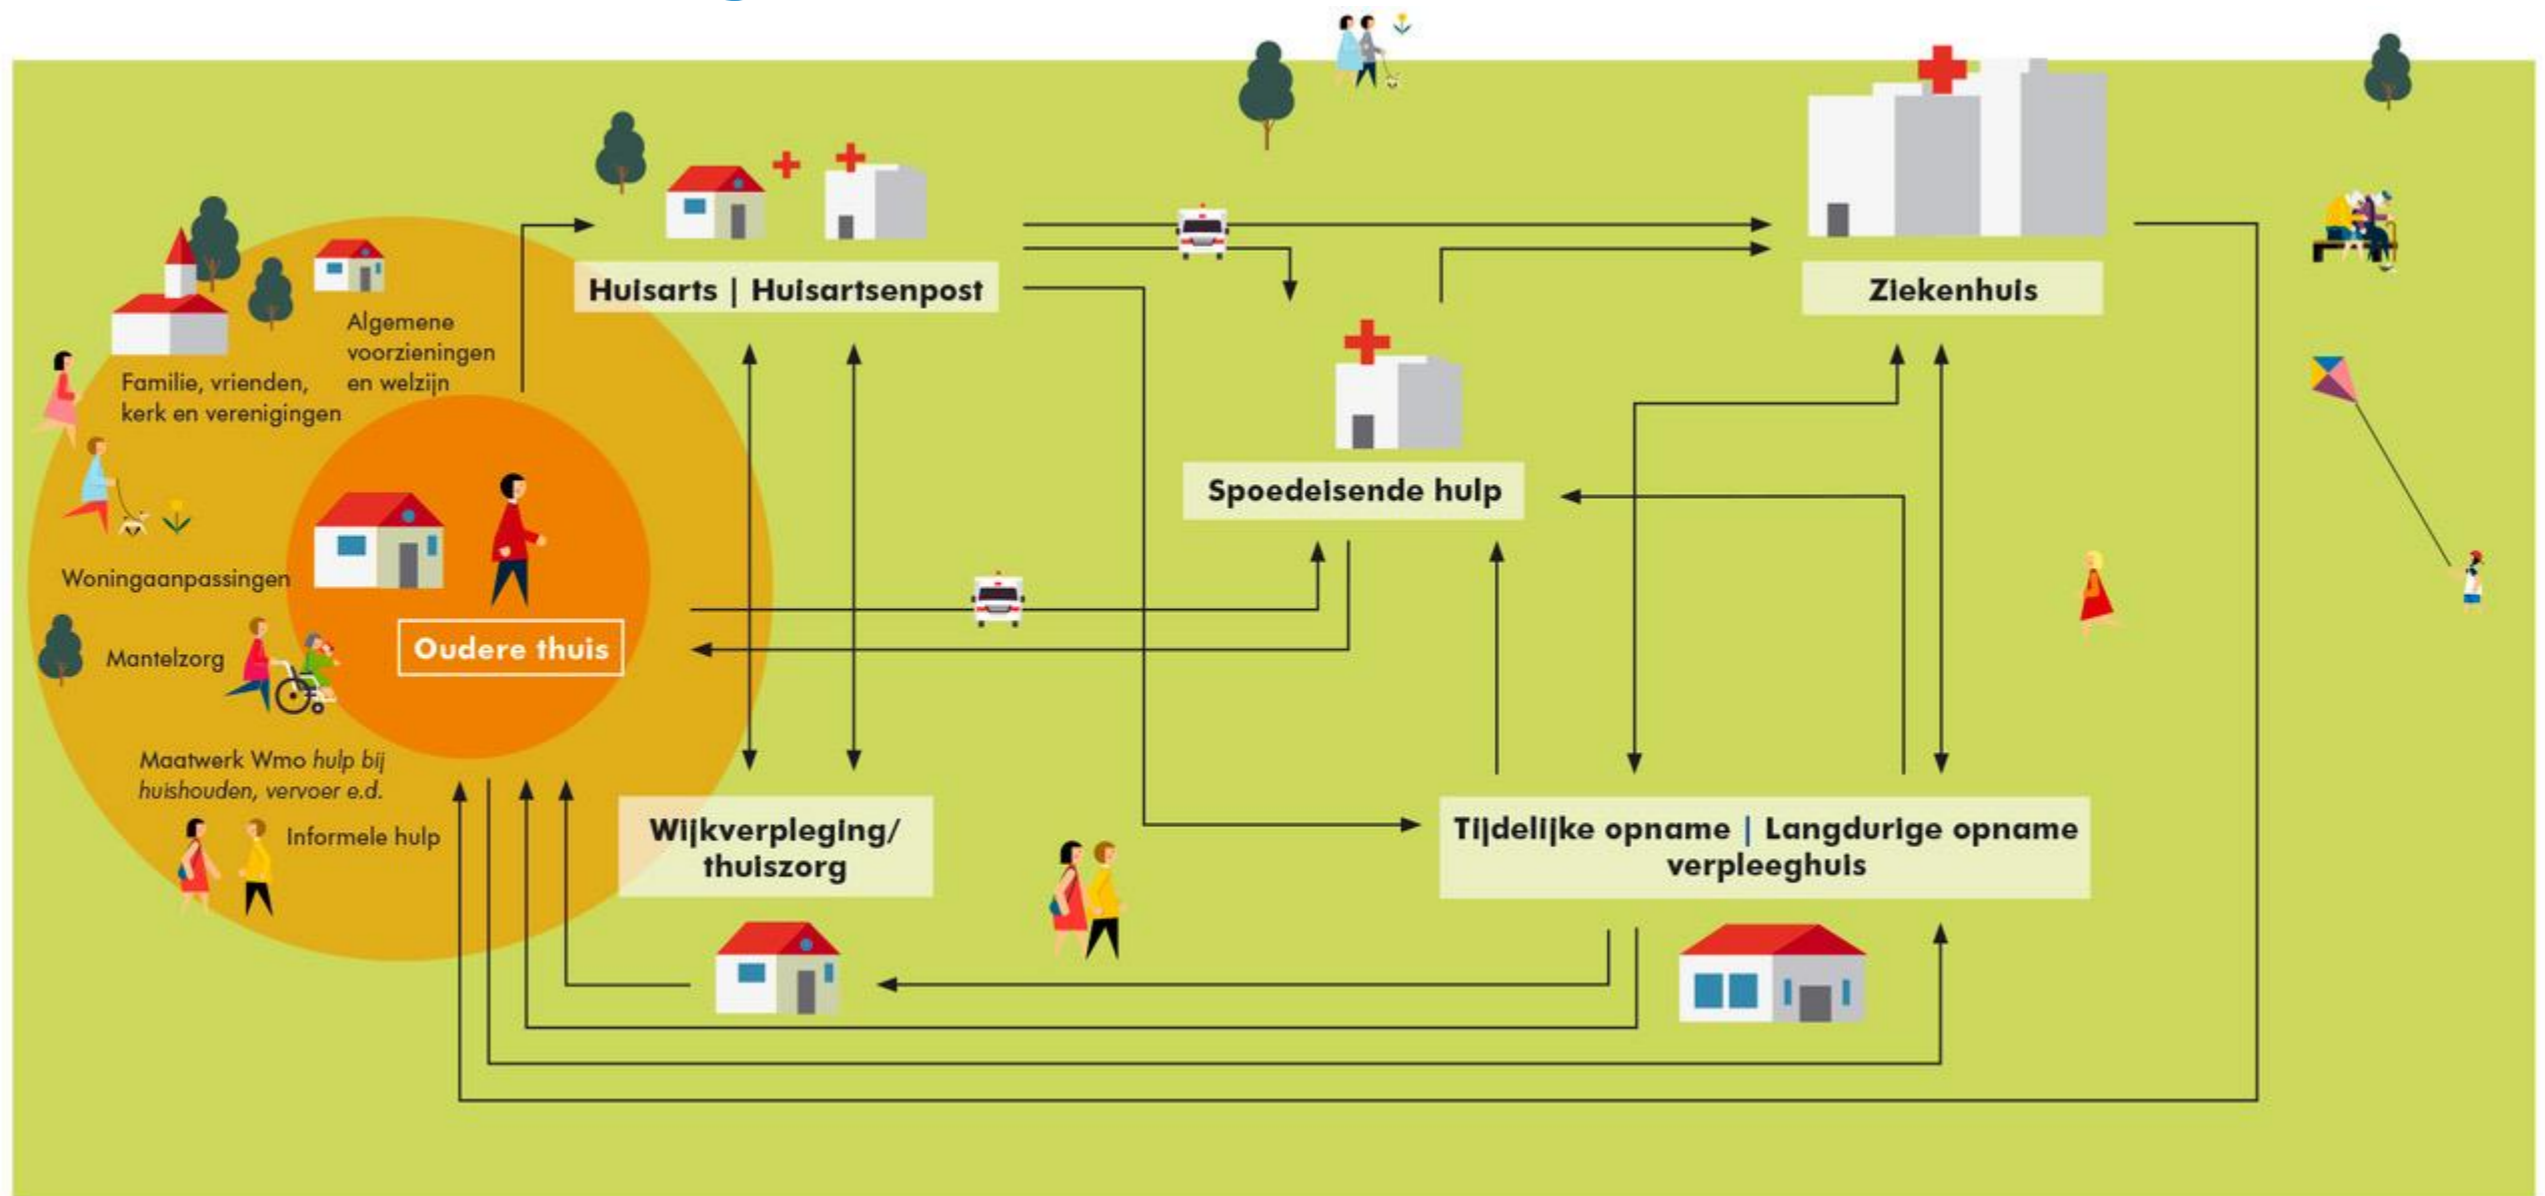 Huisarts | Huisartsenpost
Ziekenhuis
Algemene
voorzieningen
en welzijn
Familie, vrienden,
kerk en verenigingen
Spoedeisende hulp
Woningaanpassingen
Oudere thuis
Mantelzorg
Maatwerk Wmo hulp bij
huishouden, vervoer e.d.
Informele hulp
Wijkverpleging/
thuiszorg
Tijdelijke opname | Langdurige opname
verpleeghuis